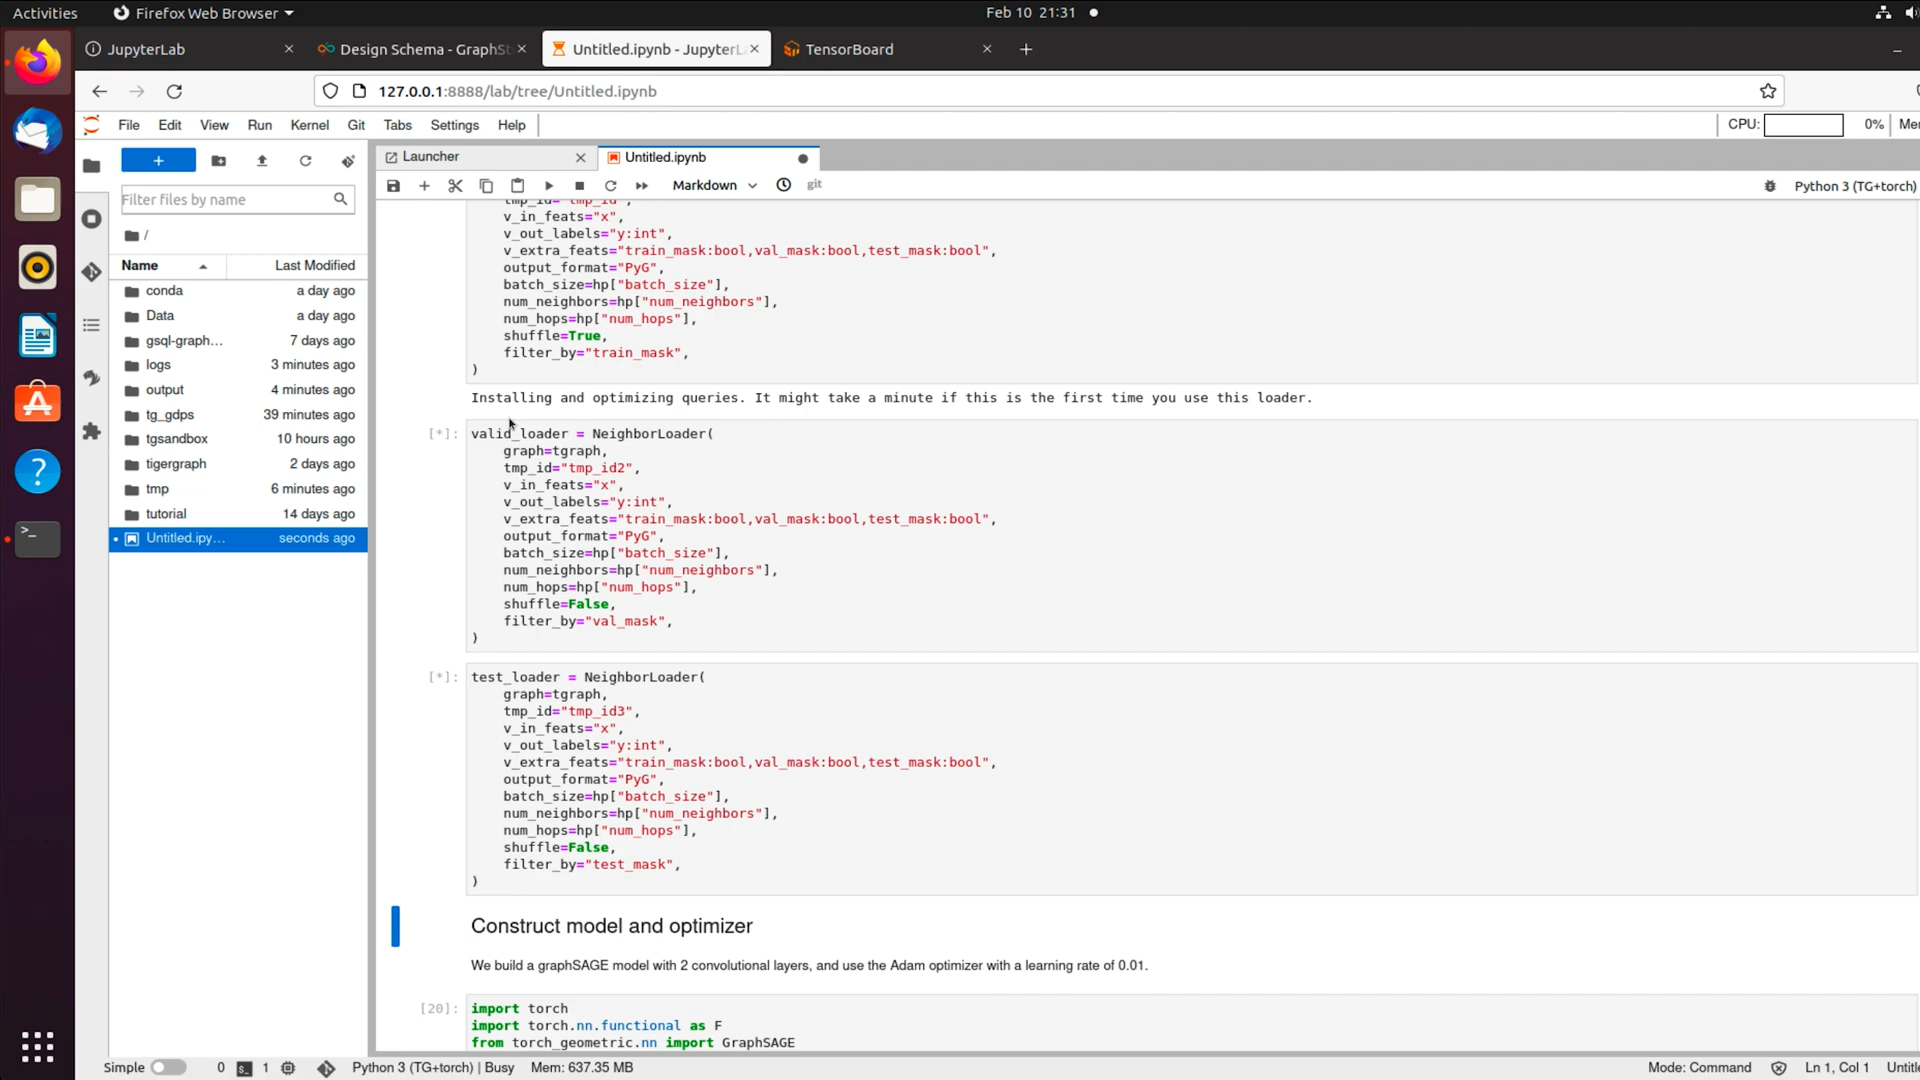 Activities
Firefox Web Browser
Feb 10 21:31
JupyterLab
Design Schema - GraphSt
Untitled.ipynb - JupyterL
TensorBoard
127.0.0.1:8888/lab/tree/Untitled.ipynb
File Edit View Run Kernel Git Tabs Settings Help
CPU: 0% Mer
Launcher
Untitled.ipynb
Markdown
git
Python 3 (TG+torch)
Filter files by name
/
Name Last Modified
conda a day ago
Data a day ago
gsql-graph... 7 days ago
logs 3 minutes ago
output 4 minutes ago
tg_gdps 39 minutes ago
tgsandbox 10 hours ago
tigergraph 2 days ago
tmp 6 minutes ago
tutorial 14 days ago
Untitled.ipy... seconds ago
tmp_id="tmp_id",
v_in_feats="x",
v_out_labels="y:int",
v_extra_feats="train_mask:bool,val_mask:bool,test_mask:bool",
output_format="PyG",
batch_size=hp["batch_size"],
num_neighbors=hp["num_neighbors"],
num_hops=hp["num_hops"],
shuffle=True,
filter_by="train_mask",
)
Installing and optimizing queries. It might take a minute if this is the first time you use this loader.
[*]: valid_loader = NeighborLoader(
graph=tgraph,
tmp_id="tmp_id2",
v_in_feats="x",
v_out_labels="y:int",
v_extra_feats="train_mask:bool,val_mask:bool,test_mask:bool",
output_format="PyG",
batch_size=hp["batch_size"],
num_neighbors=hp["num_neighbors"],
num_hops=hp["num_hops"],
shuffle=False,
filter_by="val_mask",
)
[*]: test_loader = NeighborLoader(
graph=tgraph,
tmp_id="tmp_id3",
v_in_feats="x",
v_out_labels="y:int",
v_extra_feats="train_mask:bool,val_mask:bool,test_mask:bool",
output_format="PyG",
batch_size=hp["batch_size"],
num_neighbors=hp["num_neighbors"],
num_hops=hp["num_hops"],
shuffle=False,
filter_by="test_mask",
)
Construct model and optimizer
We build a graphSAGE model with 2 convolutional layers, and use the Adam optimizer with a learning rate of 0.01.
[20]: import torch
import torch.nn.functional as F
from torch_geometric.nn import GraphSAGE
Simple 0 1 Python 3 (TG+torch) | Busy Mem: 637.35 MB Mode: Command Ln 1, Col 1 Untitle